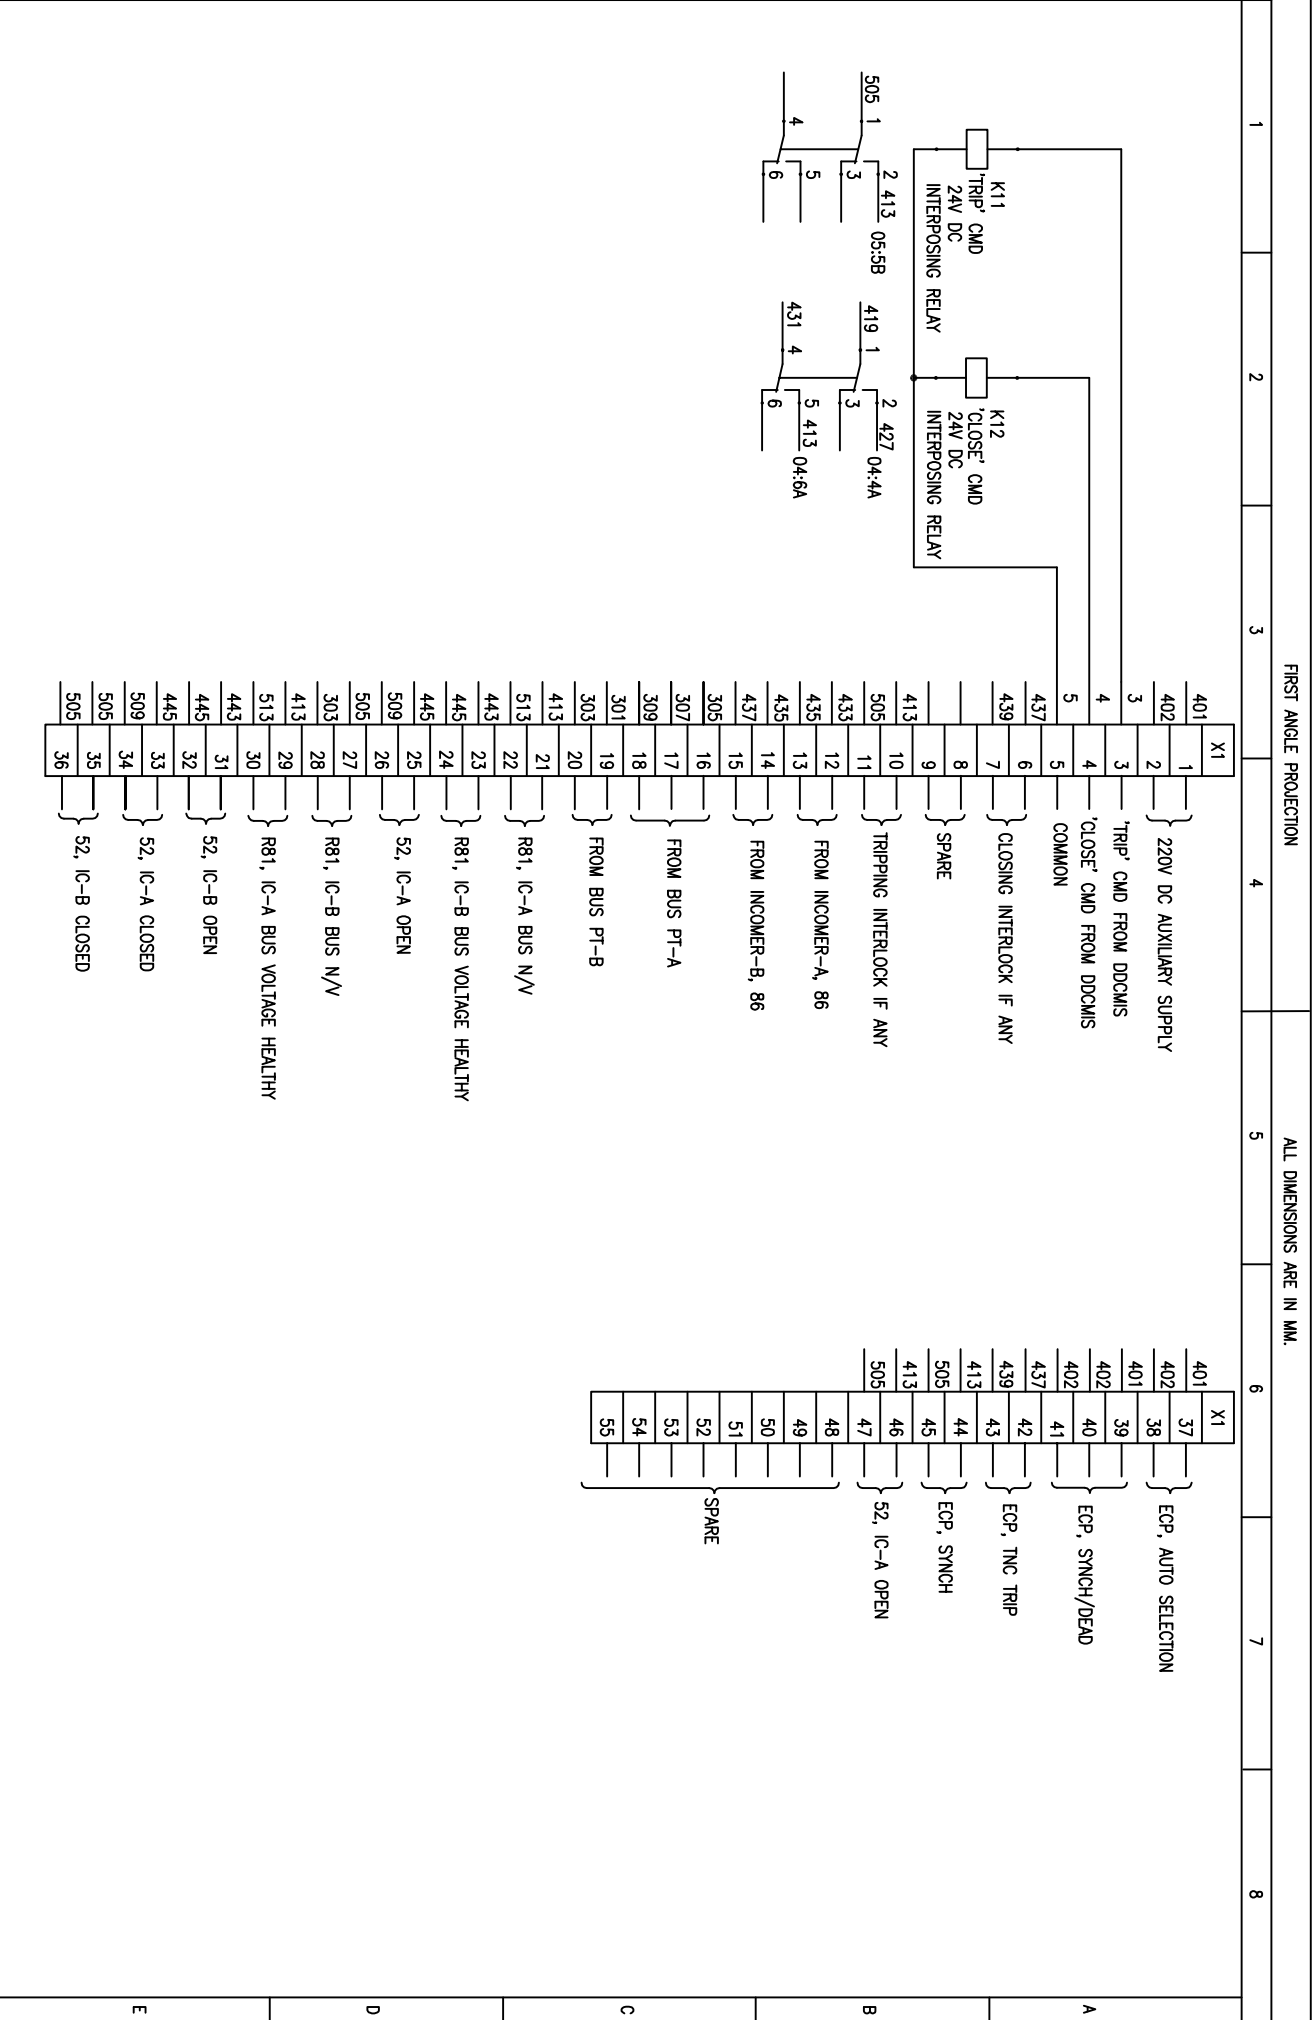 FIRST ANGLE PROJECTION
ALL DIMENSIONS ARE IN MM.
1
2
3
4
5
6
7
8
A
B
C
D
E
K11
'TRIP' CMD
24V DC
INTERPOSING RELAY
K12
'CLOSE' CMD
24V DC
INTERPOSING RELAY
505 1
2 413 05:5B
3
4
5
6
419 1
2 427 04:4A
3
431 4
5 413 04:6A
6
X1
401 1
402 2
220V DC AUXILIARY SUPPLY
3 3 'TRIP' CMD FROM DDCMIS
4 4 'CLOSE' CMD FROM DDCMIS
5 5 COMMON
437 6
439 7
CLOSING INTERLOCK IF ANY
8
9
SPARE
413 10
505 11
TRIPPING INTERLOCK IF ANY
433 12
435 13
FROM INCOMER-A, 86
435 14
437 15
FROM INCOMER-B, 86
305 16
307 17
309 18
FROM BUS PT-A
301 19
303 20
FROM BUS PT-B
413 21
513 22
R81, IC-A BUS N/V
443 23
445 24
R81, IC-B BUS VOLTAGE HEALTHY
445 25
509 26
52, IC-A OPEN
505 27
303 28
R81, IC-B BUS N/V
413 29
513 30
R81, IC-A BUS VOLTAGE HEALTHY
443 31
445 32
52, IC-B OPEN
445 33
509 34
52, IC-A CLOSED
505 35
505 36
52, IC-B CLOSED
X1
401 37
402 38
ECP, AUTO SELECTION
401 39
402 40
402 41
ECP, SYNCH/DEAD
437 42
439 43
ECP, TNC TRIP
413 44
505 45
ECP, SYNCH
413 46
505 47
52, IC-A OPEN
48
49
50
51
52
53
54
55
SPARE